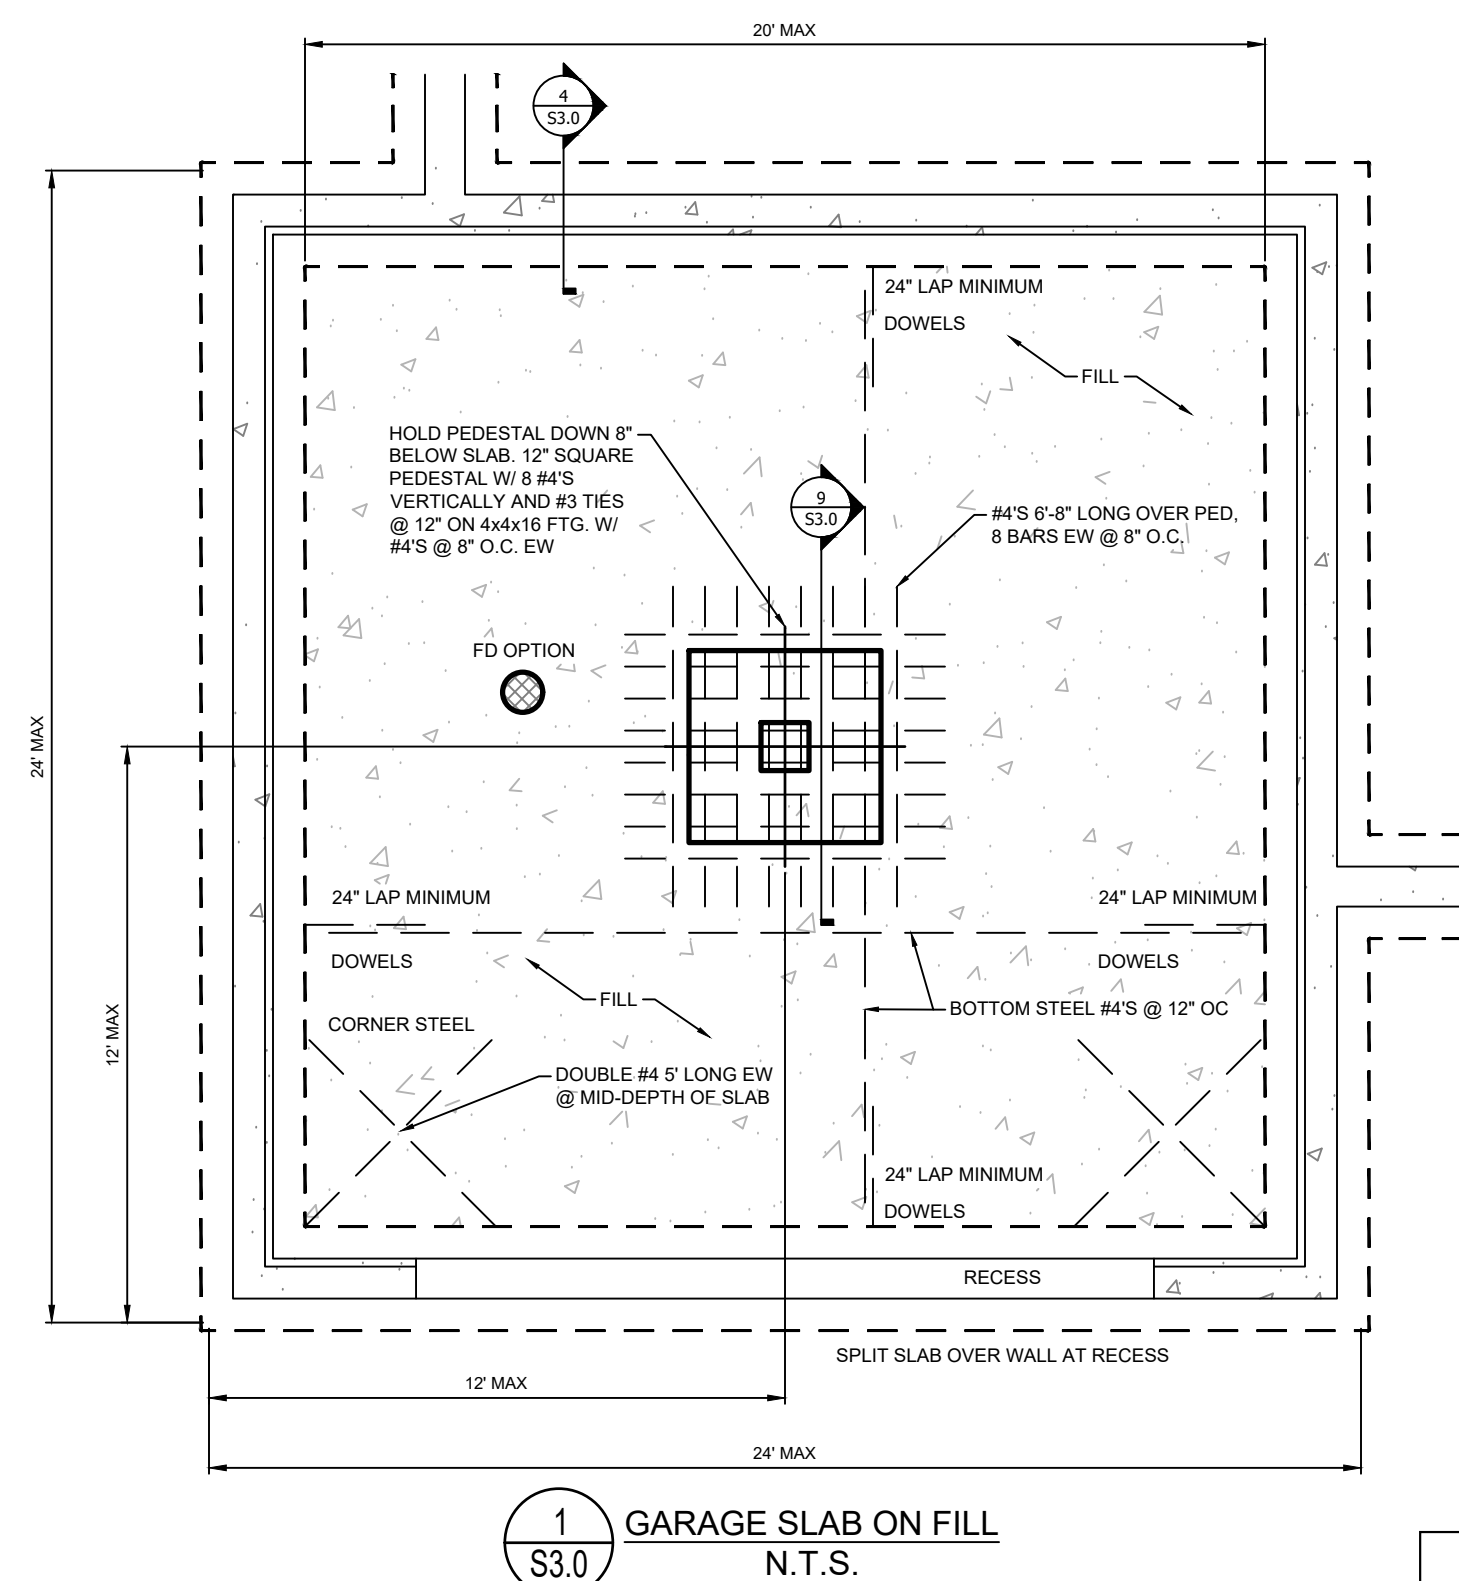 20' MAX
4
S3.0
24" LAP MINIMUM
DOWELS
FILL
HOLD PEDESTAL DOWN 8"
BELOW SLAB. 12" SQUARE
PEDESTAL W/ 8 #4'S
VERTICALLY AND #3 TIES
@ 12" ON 4x4x16 FTG. W/
#4'S @ 8" O.C. EW
9
S3.0
#4'S 6'-8" LONG OVER PED,
8 BARS EW @ 8" O.C.
FD OPTION
24' MAX
24" LAP MINIMUM
24" LAP MINIMUM
DOWELS
DOWELS
FILL
BOTTOM STEEL #4'S @ 12" OC
12' MAX
CORNER STEEL
DOUBLE #4 5' LONG EW
@ MID-DEPTH OF SLAB
24" LAP MINIMUM
DOWELS
RECESS
SPLIT SLAB OVER WALL AT RECESS
12' MAX
24' MAX
1
S3.0
GARAGE SLAB ON FILL
N.T.S.